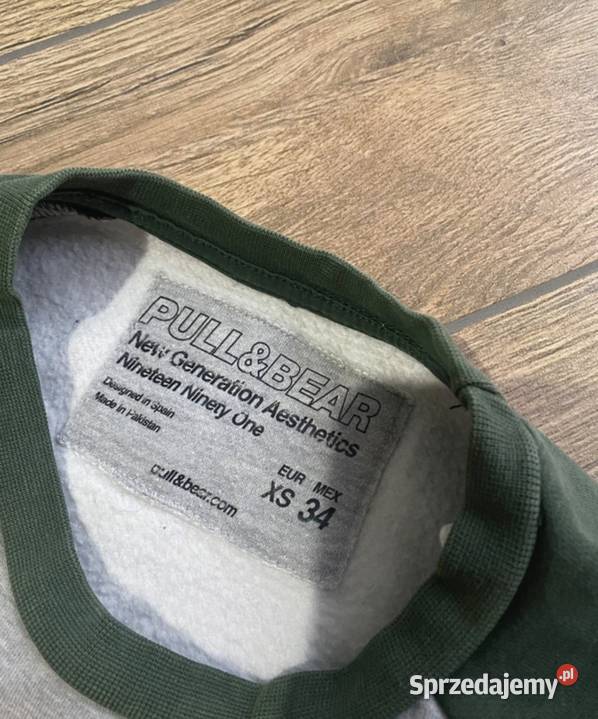 PULL&BEAR
New Generation Aesthetics
Nineteen Ninety One
Designed in Spain
Made in Pakistan
EUR MEX
XS 34
pull&bear.com
Sprzedajemy.pl